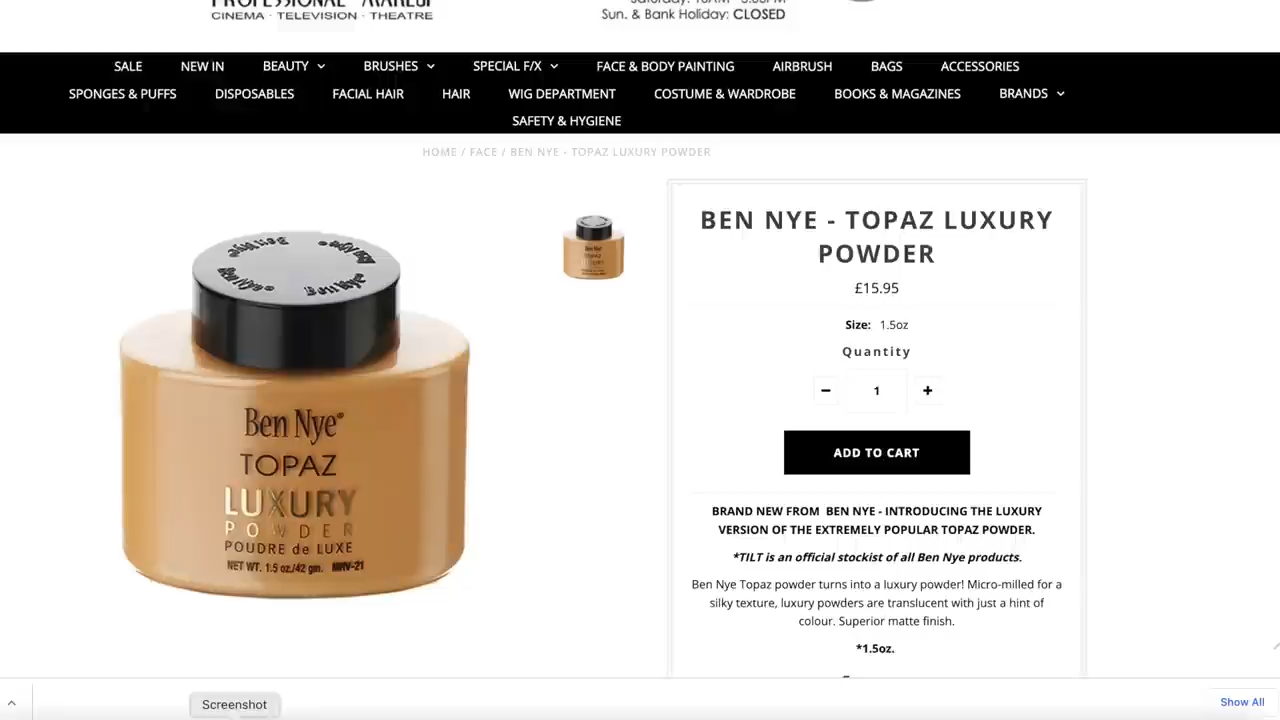 PROFESSIONAL MAKEUP
CINEMA · TELEVISION · THEATRE
Sun. & Bank Holiday: CLOSED
SALE NEW IN BEAUTY BRUSHES SPECIAL F/X FACE & BODY PAINTING AIRBRUSH BAGS ACCESSORIES
SPONGES & PUFFS DISPOSABLES FACIAL HAIR HAIR WIG DEPARTMENT COSTUME & WARDROBE BOOKS & MAGAZINES BRANDS
SAFETY & HYGIENE
HOME / FACE / BEN NYE - TOPAZ LUXURY POWDER
Ben Nye®
TOPAZ
LUXURY
POWDER
POUDRE de LUXE
NET WT. 1.5 oz./42 gm. MHV-21
BEN NYE - TOPAZ LUXURY
POWDER
£15.95
Size: 1.5oz
Quantity
- 1 +
ADD TO CART
BRAND NEW FROM BEN NYE - INTRODUCING THE LUXURY
VERSION OF THE EXTREMELY POPULAR TOPAZ POWDER.
*TILT is an official stockist of all Ben Nye products.
Ben Nye Topaz powder turns into a luxury powder! Micro-milled for a
silky texture, luxury powders are translucent with just a hint of
colour. Superior matte finish.
*1.5oz.
Screenshot
Show All